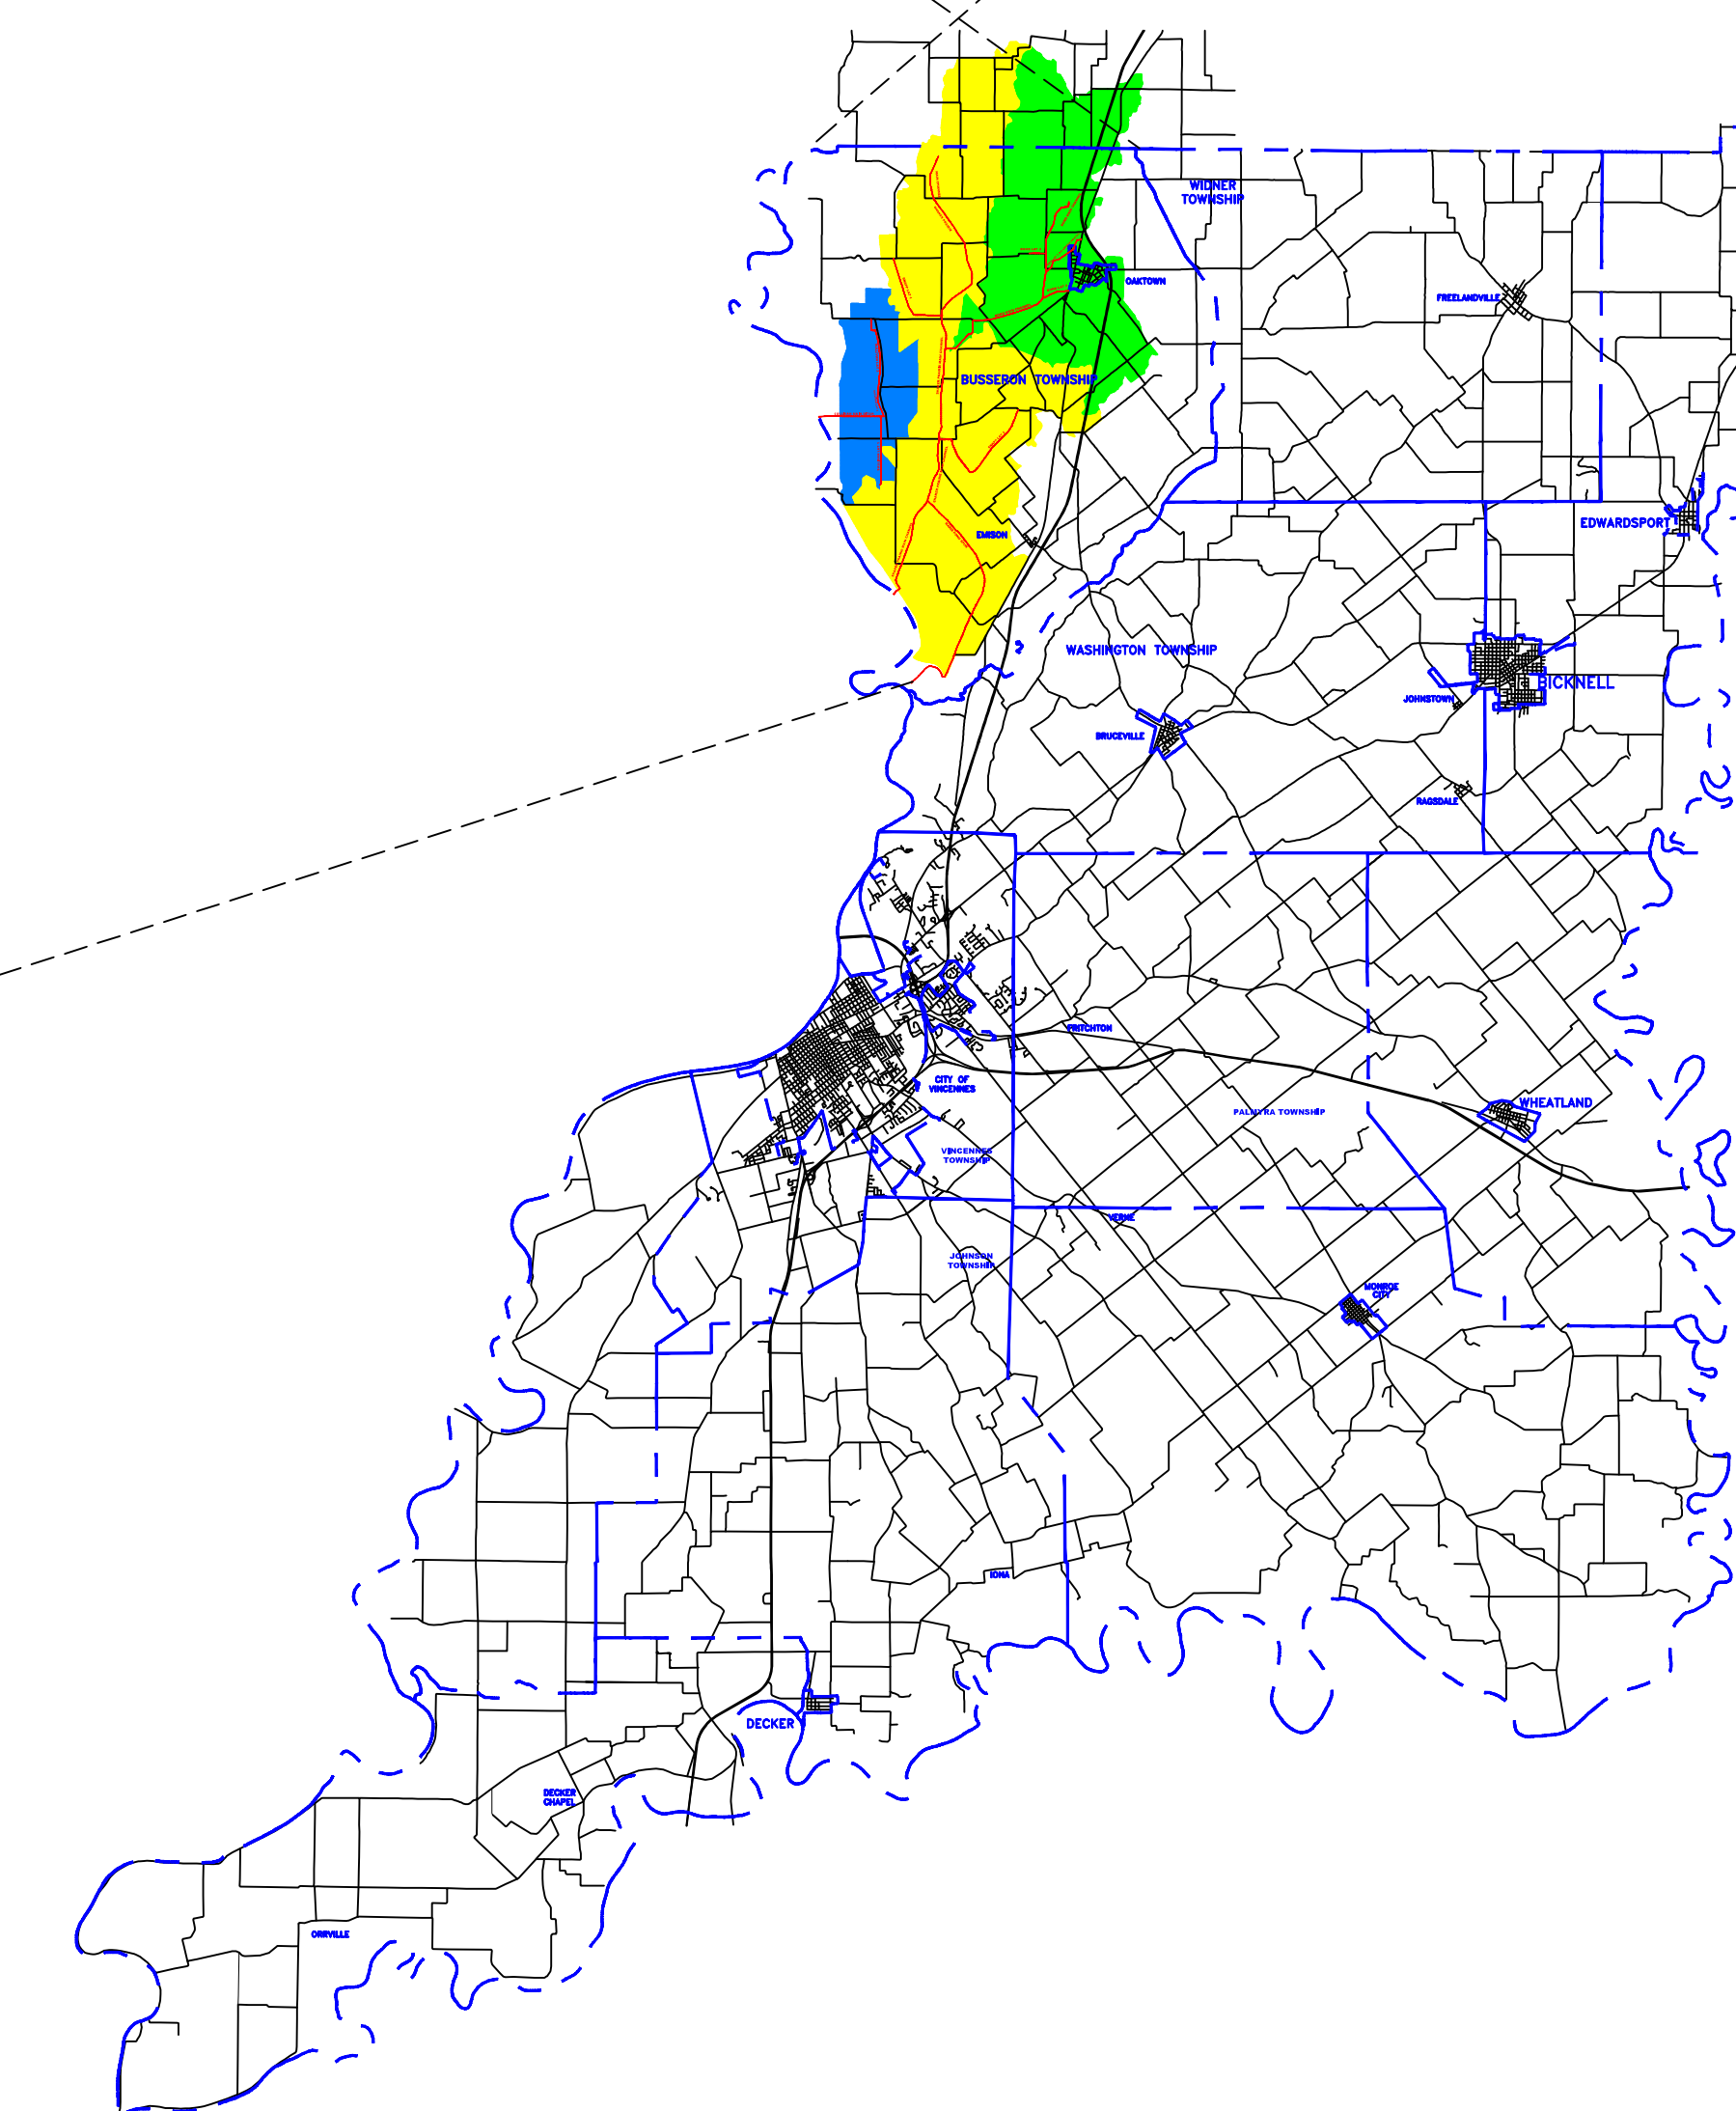 WIDNER
TOWNSHIP
OAKTOWN
FREELANDVILLE
BUSSERON TOWNSHIP
EDWARDSPORT
EMISON
WASHINGTON TOWNSHIP
BICKNELL
JOHNSTOWN
BRUCEVILLE
RAGSDALE
FRITCHTON
CITY OF
VINCENNES
WHEATLAND
PALMYRA TOWNSHIP
VINCENNES
TOWNSHIP
VERNE
JOHNSON
TOWNSHIP
MONROE
CITY
IONA
DECKER
DECKER
CHAPEL
ORRVILLE